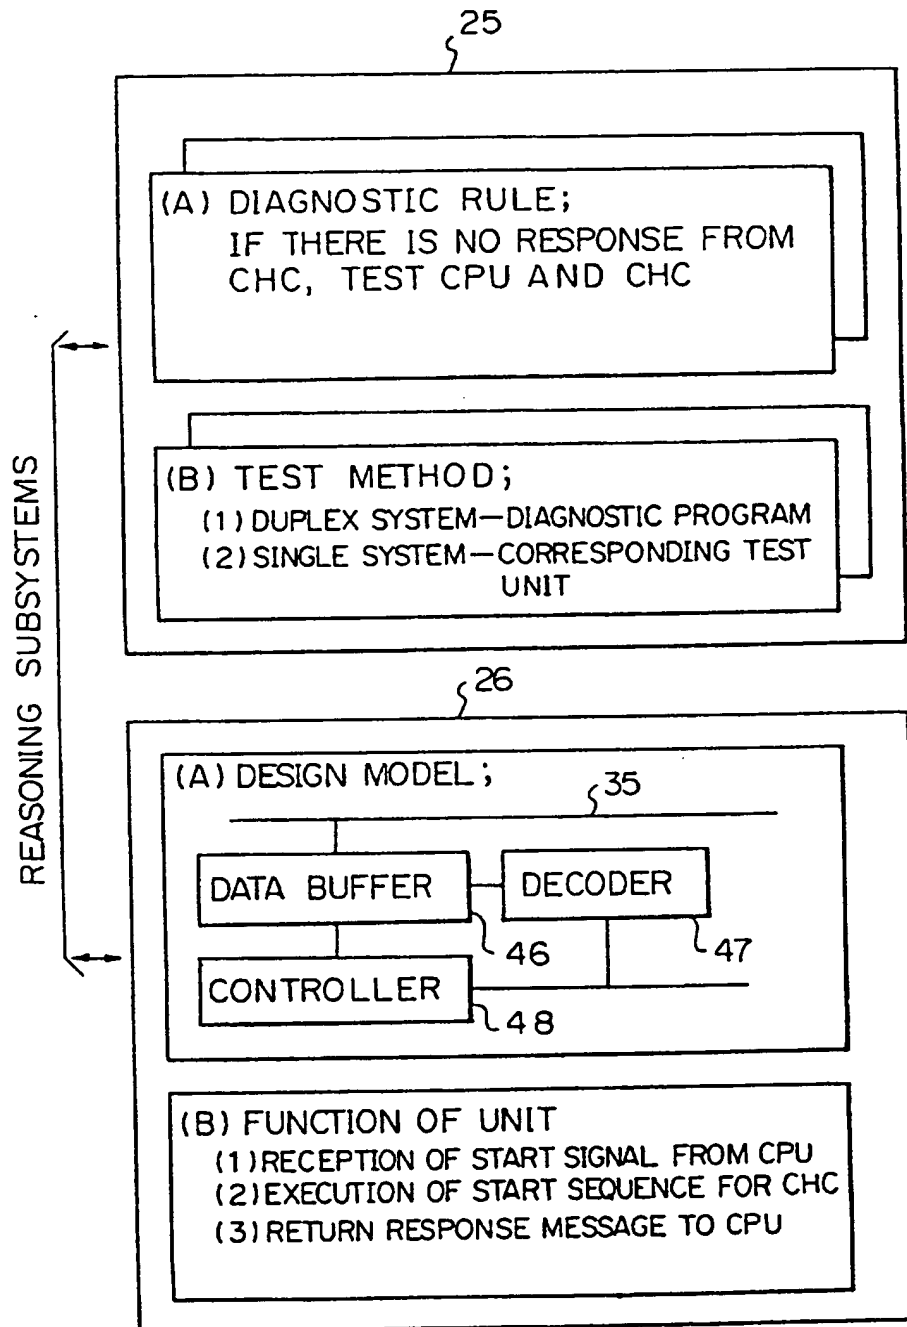 25
(A) DIAGNOSTIC RULE;
IF THERE IS NO RESPONSE FROM
CHC, TEST CPU AND CHC
(B) TEST METHOD;
(1) DUPLEX SYSTEM—DIAGNOSTIC PROGRAM
(2) SINGLE SYSTEM—CORRESPONDING TEST
UNIT
REASONING SUBSYSTEMS
26
(A) DESIGN MODEL;
35
DATA BUFFER
DECODER
46
47
CONTROLLER
48
(B) FUNCTION OF UNIT
(1) RECEPTION OF START SIGNAL FROM CPU
(2) EXECUTION OF START SEQUENCE FOR CHC
(3) RETURN RESPONSE MESSAGE TO CPU